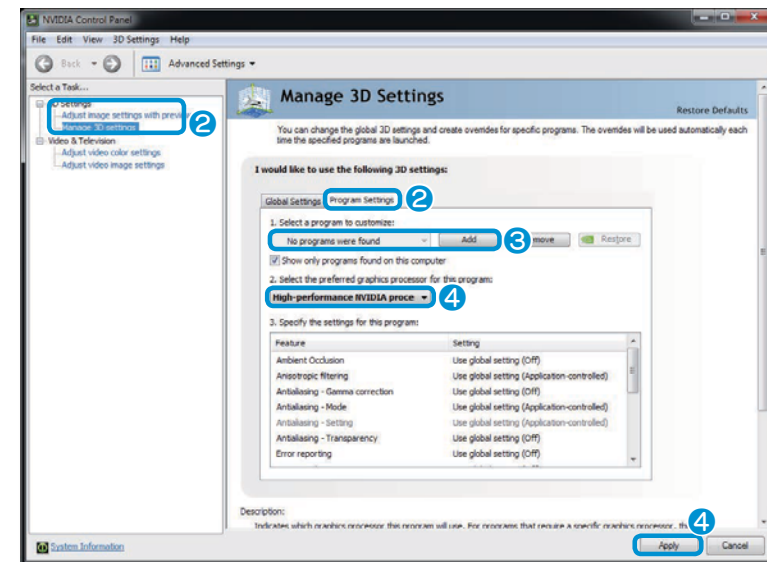 NVIDIA Control Panel
File Edit View 3D Settings Help
Back Advanced Settings
Select a Task...
3D Settings
Adjust image settings with preview
Manage 3D settings
2
Video & Television
Adjust video color settings
Adjust video image settings
Manage 3D Settings
Restore Defaults
You can change the global 3D settings and create overrides for specific programs. The overrides will be used automatically each
time the specified programs are launched.
I would like to use the following 3D settings:
Global Settings Program Settings 2
1. Select a program to customize:
No programs were found Add 3 move Restore
Show only programs found on this computer
2. Select the preferred graphics processor for this program:
High-performance NVIDIA proce 4
3. Specify the settings for this program:
Feature Setting
Ambient Occlusion Use global setting (Off)
Anisotropic filtering Use global setting (Application-controlled)
Antialiasing - Gamma correction Use global setting (Off)
Antialiasing - Mode Use global setting (Application-controlled)
Antialiasing - Setting Use global setting (Application-controlled)
Antialiasing - Transparency Use global setting (Off)
Error reporting Use global setting (Off)
Description:
Indicates which graphics processor this program will use. For programs that require a specific graphics processor, th
4
System Information
Apply Cancel